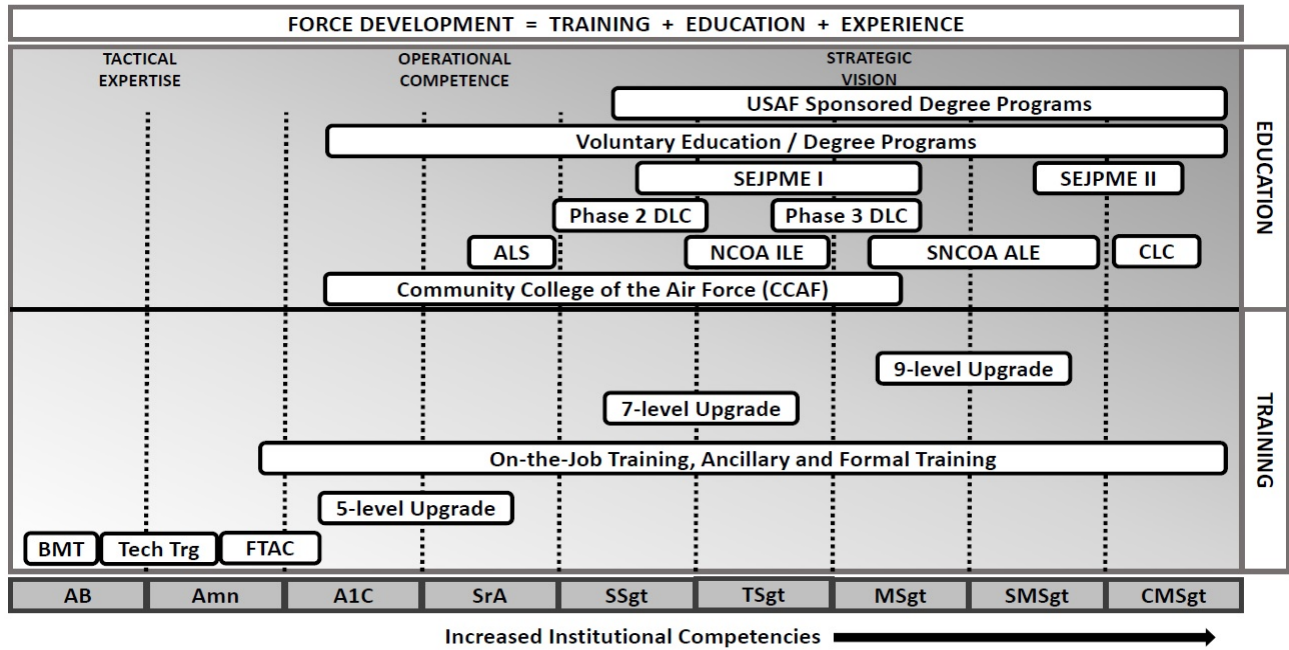 FORCE DEVELOPMENT = TRAINING + EDUCATION + EXPERIENCE
TACTICAL
EXPERTISE
OPERATIONAL
COMPETENCE
STRATEGIC
VISION
USAF Sponsored Degree Programs
Voluntary Education / Degree Programs
SEJPME I
SEJPME II
Phase 2 DLC
Phase 3 DLC
ALS
NCOA ILE
SNCOA ALE
CLC
Community College of the Air Force (CCAF)
EDUCATION
9-level Upgrade
7-level Upgrade
On-the-Job Training, Ancillary and Formal Training
5-level Upgrade
BMT
Tech Trg
FTAC
TRAINING
AB
Amn
A1C
SrA
SSgt
TSgt
MSgt
SMSgt
CMSgt
Increased Institutional Competencies